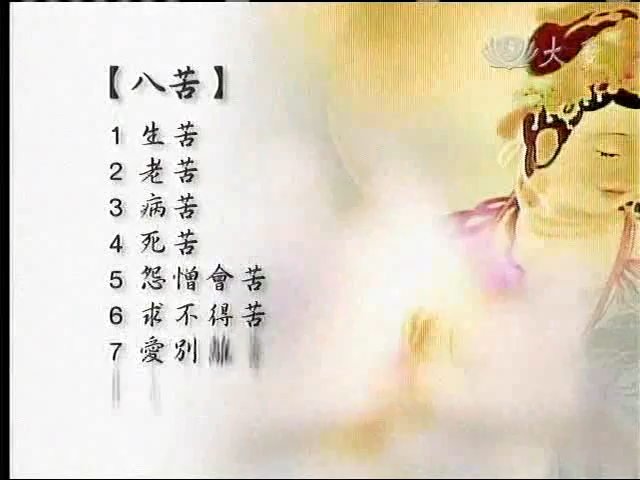 大
【八苦】
1 生苦
2 老苦
3 病苦
4 死苦
5 怨憎會苦
6 求不得苦
7 愛別